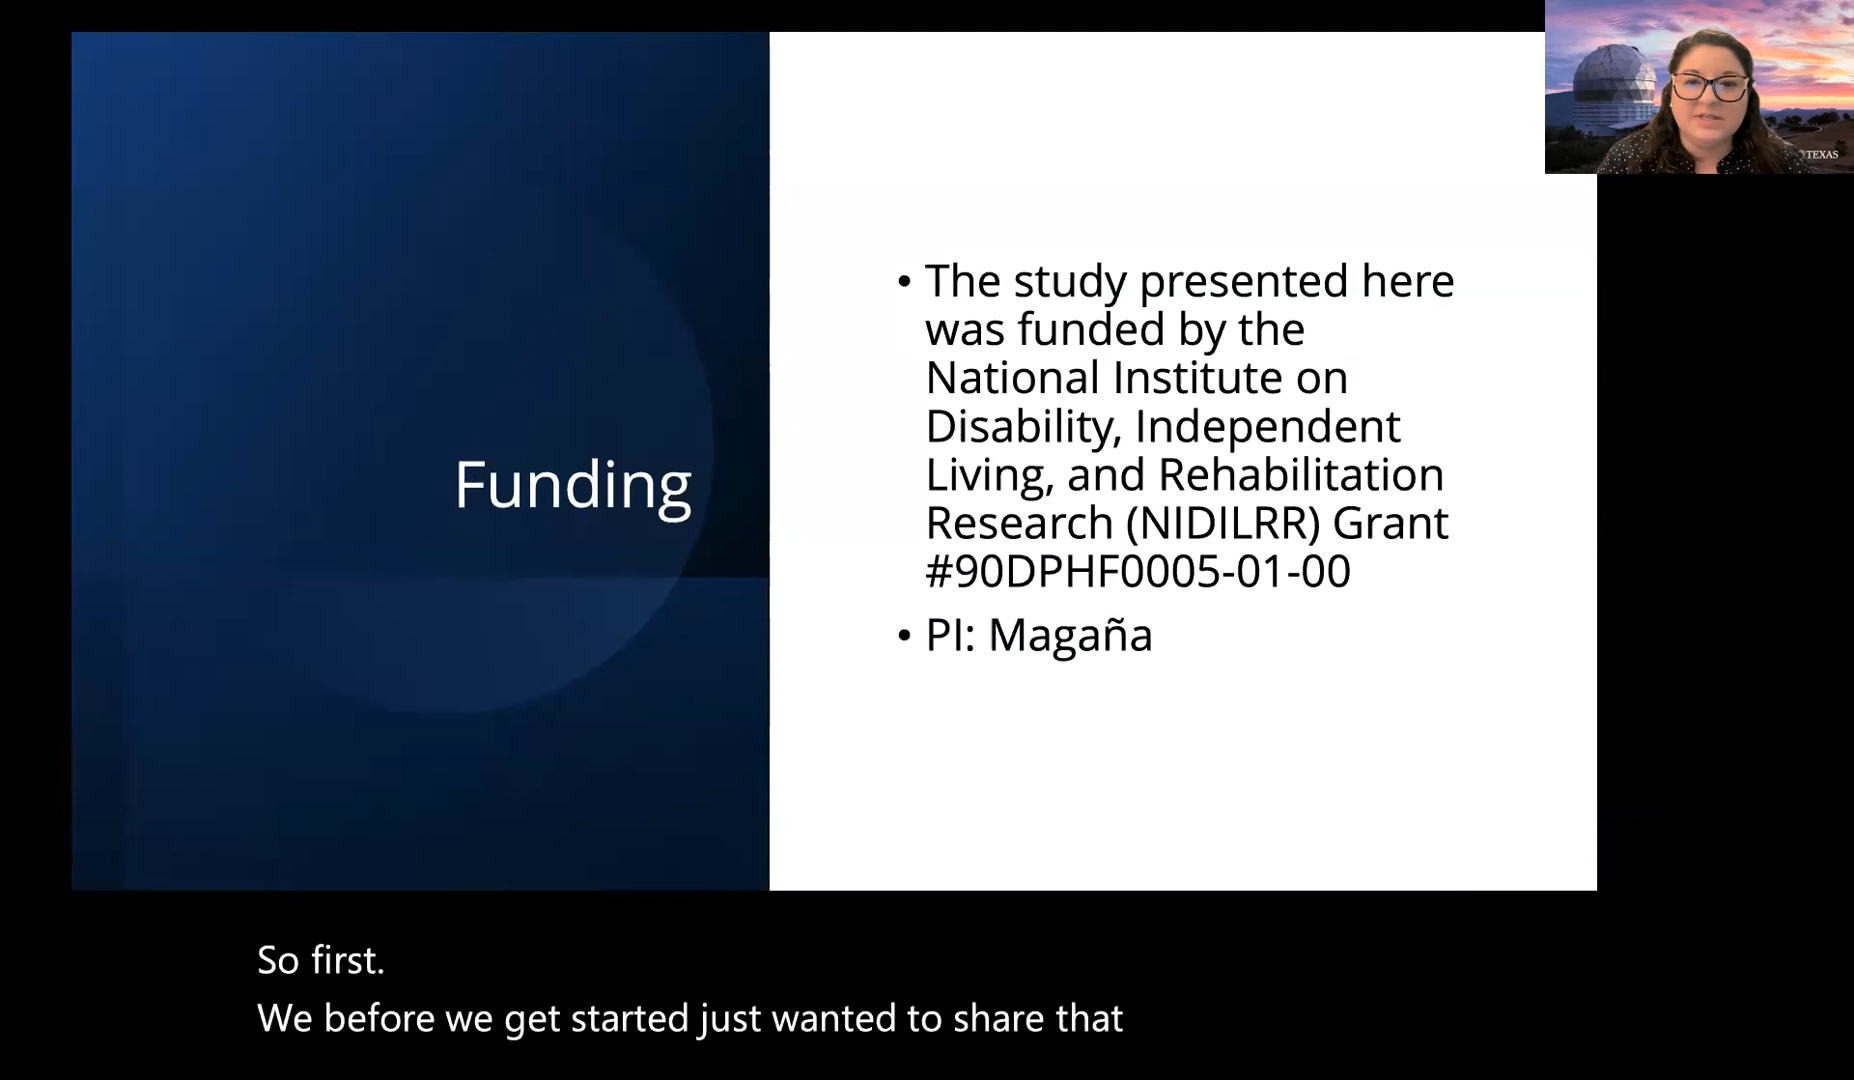 Funding
• The study presented here
was funded by the
National Institute on
Disability, Independent
Living, and Rehabilitation
Research (NIDILRR) Grant
#90DPHF0005-01-00
• PI: Magaña
TEXAS
So first.
We before we get started just wanted to share that